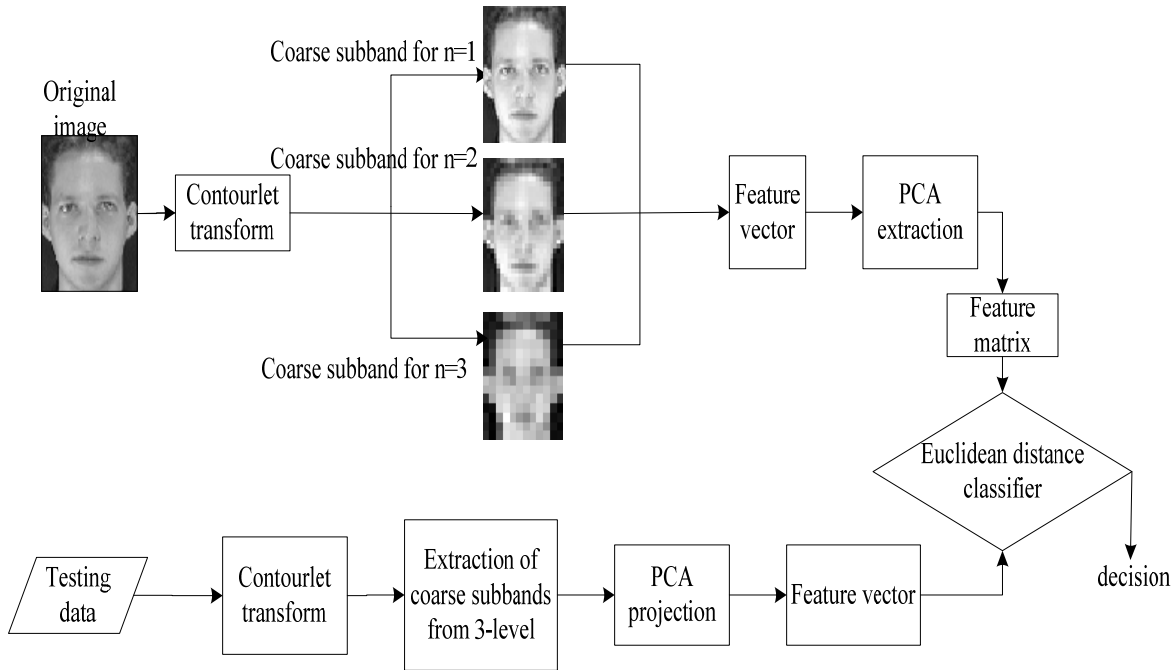 Coarse subband for n=1
Original
image
Coarse subband for n=2
Contourlet
transform
Feature
vector
PCA
extraction
Feature
matrix
Coarse subband for n=3
Euclidean distance
classifier
Testing
data
Contourlet
transform
Extraction of
coarse subbands
from 3-level
PCA
projection
Feature vector
decision